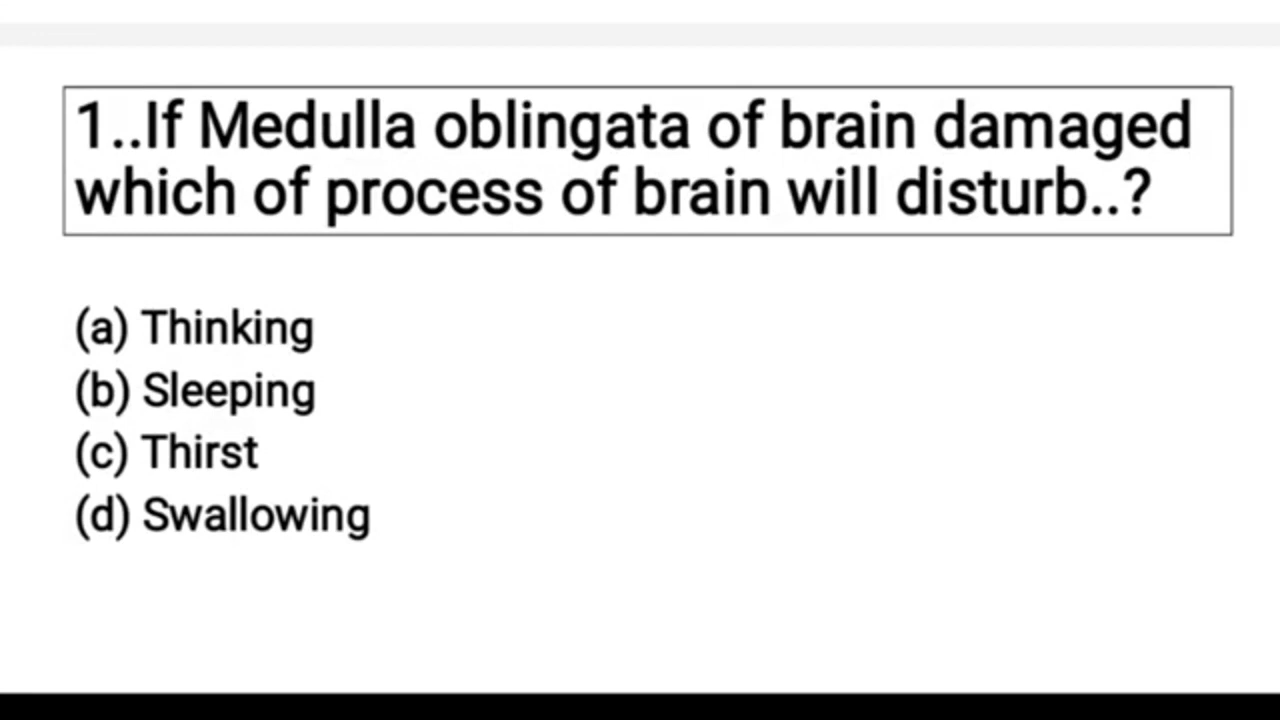 1..If Medulla oblingata of brain damaged
which of process of brain will disturb..?
(a) Thinking
(b) Sleeping
(c) Thirst
(d) Swallowing